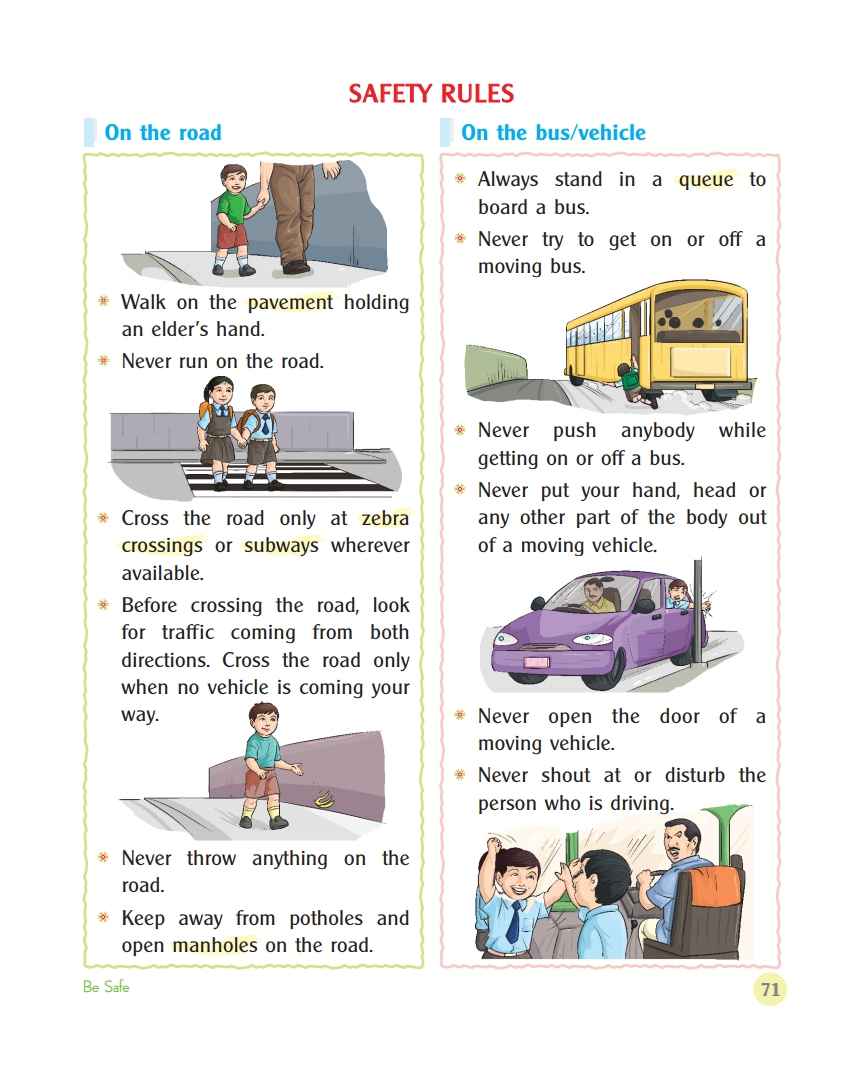 SAFETY RULES
On the road
Walk on the pavement holding
an elder's hand.
Never run on the road.
Cross the road only at zebra
crossings or subways wherever
available.
Before crossing the road, look
for traffic coming from both
directions. Cross the road only
when no vehicle is coming your
way.
Never throw anything on the
road.
Keep away from potholes and
open manholes on the road.
On the bus/vehicle
Always stand in a queue to
board a bus.
Never try to get on or off a
moving bus.
Never push anybody while
getting on or off a bus.
Never put your hand, head or
any other part of the body out
of a moving vehicle.
Never open the door of a
moving vehicle.
Never shout at or disturb the
person who is driving.
Be Safe
71